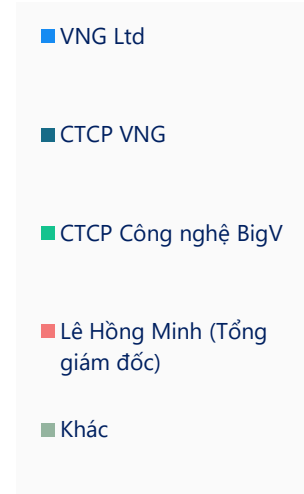 VNG Ltd
CTCP VNG
CTCP Công nghệ BigV
Lê Hồng Minh (Tổng
giám đốc)
Khác